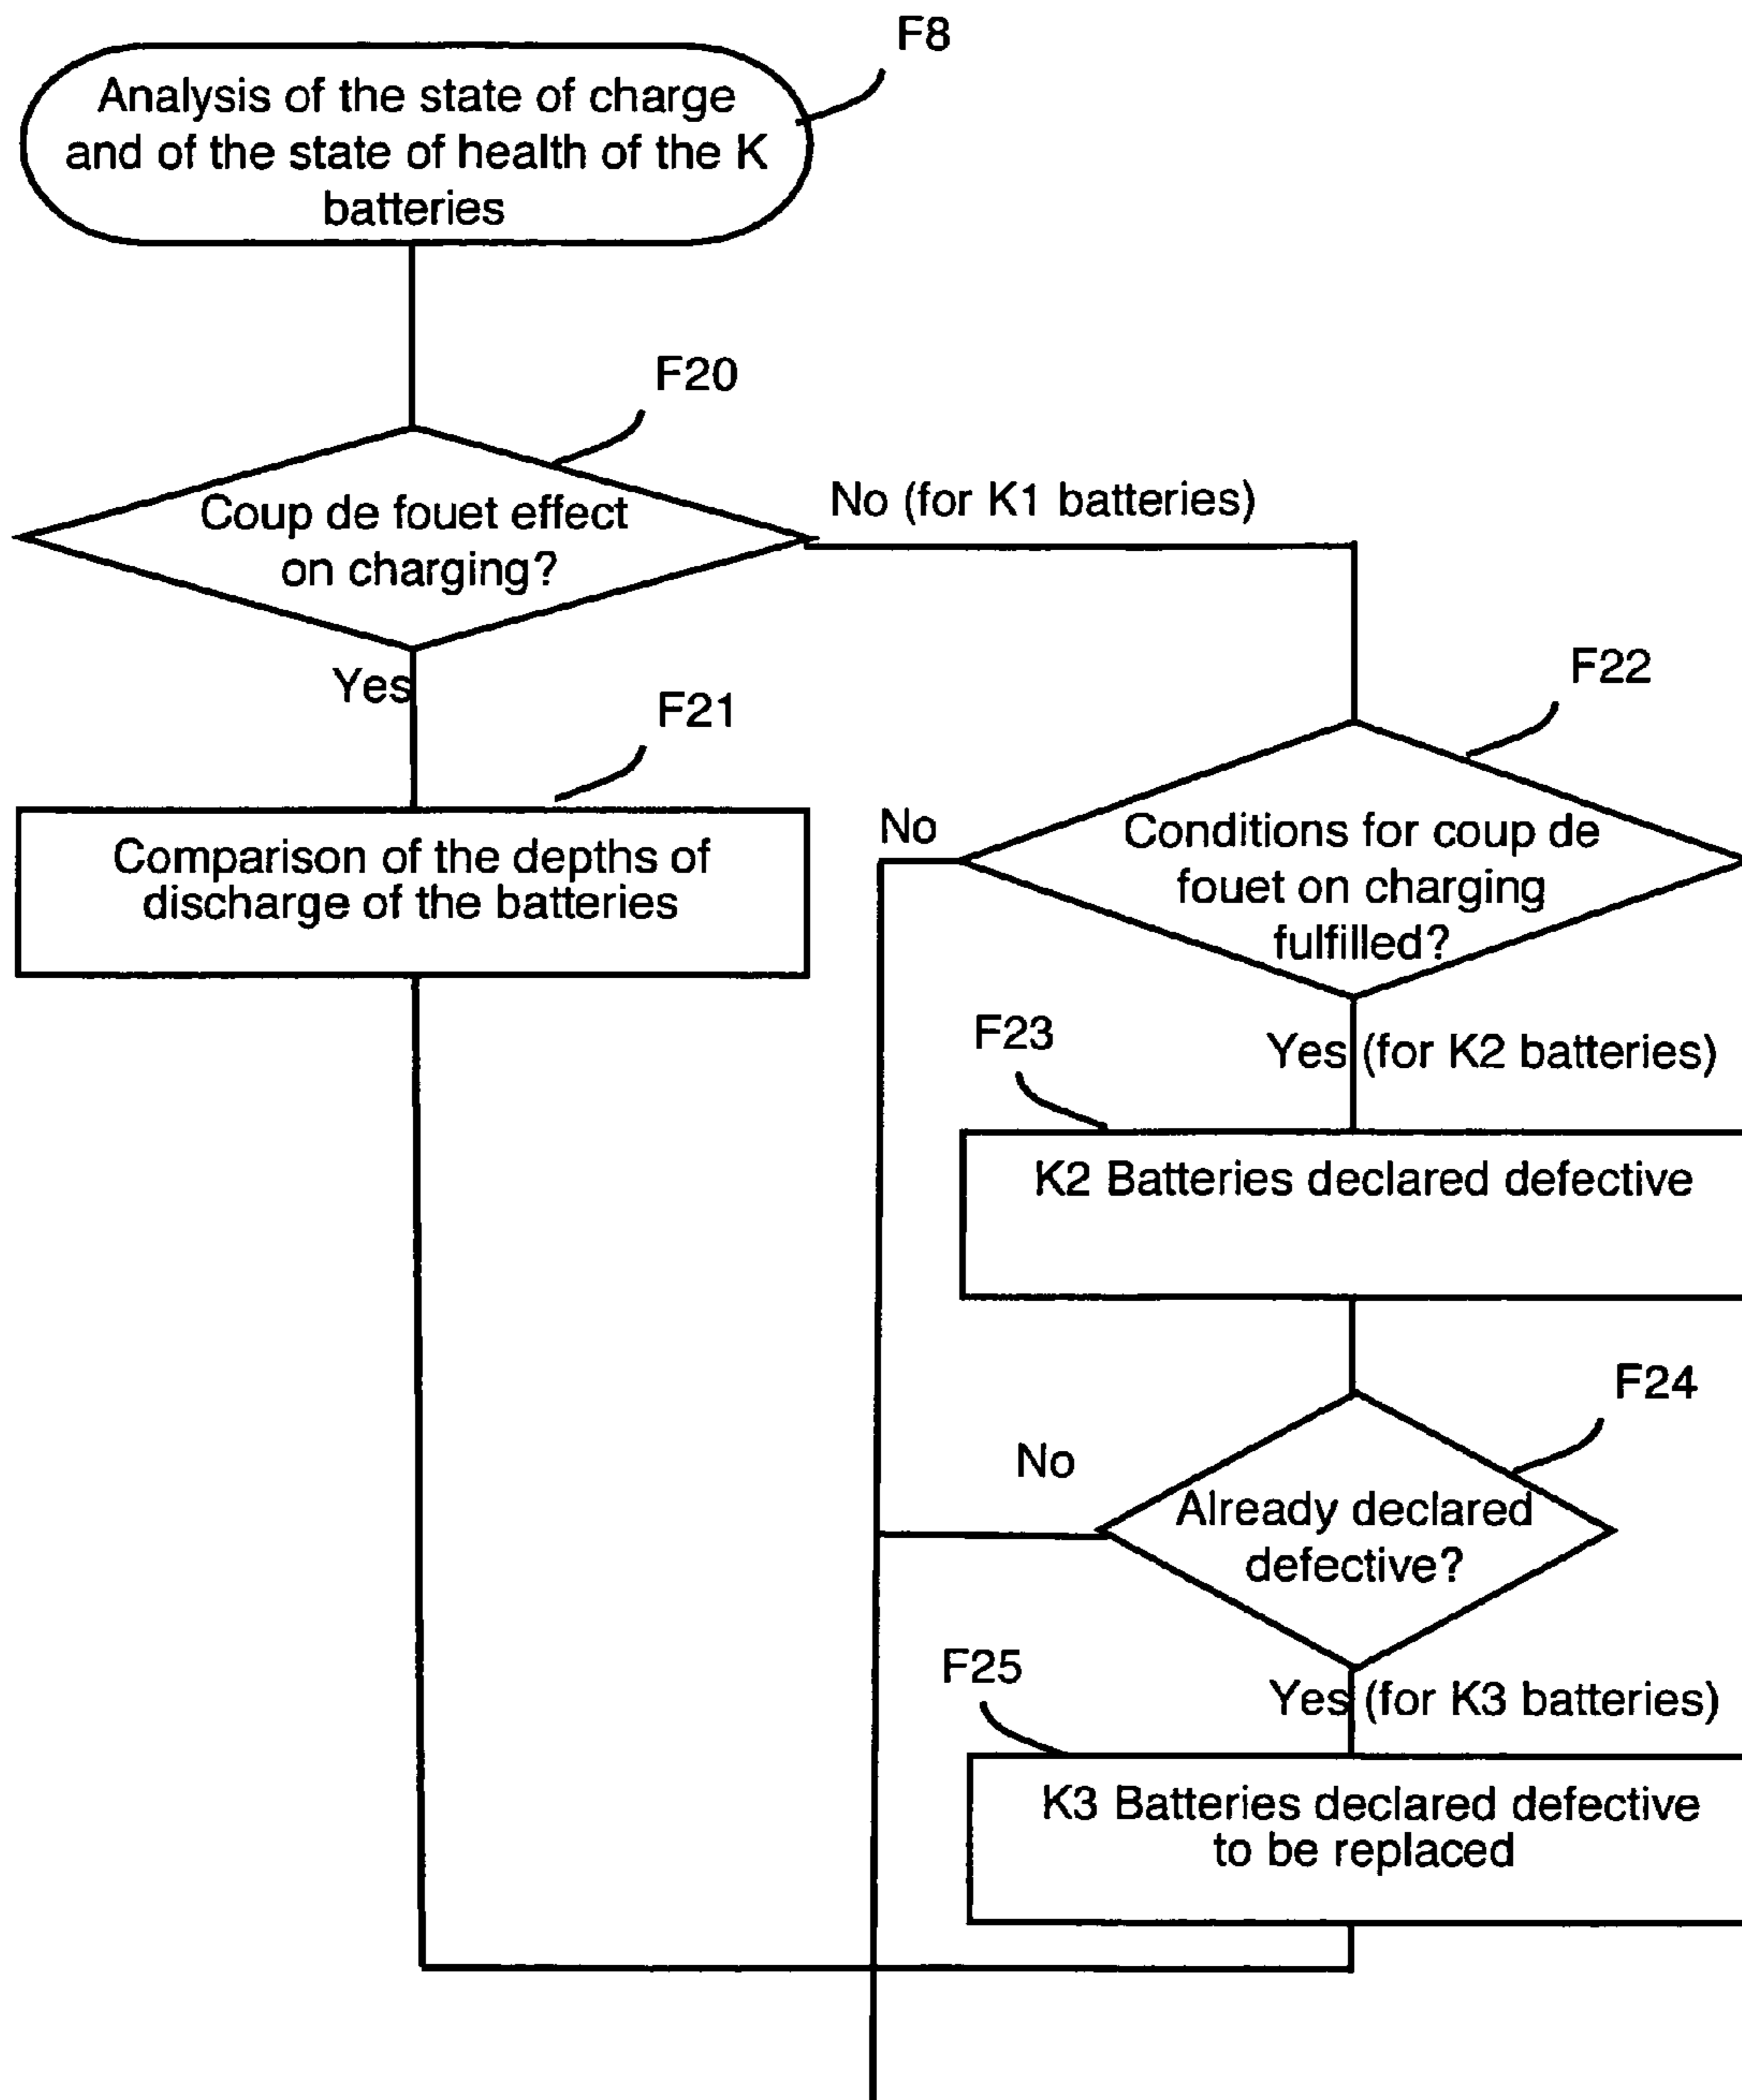 F8
Analysis of the state of charge
and of the state of health of the K
batteries
F20
Coup de fouet effect
on charging?
No (for K1 batteries)
Yes
F21
Comparison of the depths of
discharge of the batteries
F22
No
Conditions for coup de
fouet on charging
fulfilled?
F23
Yes (for K2 batteries)
K2 Batteries declared defective
F24
No
Already declared
defective?
F25
Yes (for K3 batteries)
K3 Batteries declared defective
to be replaced